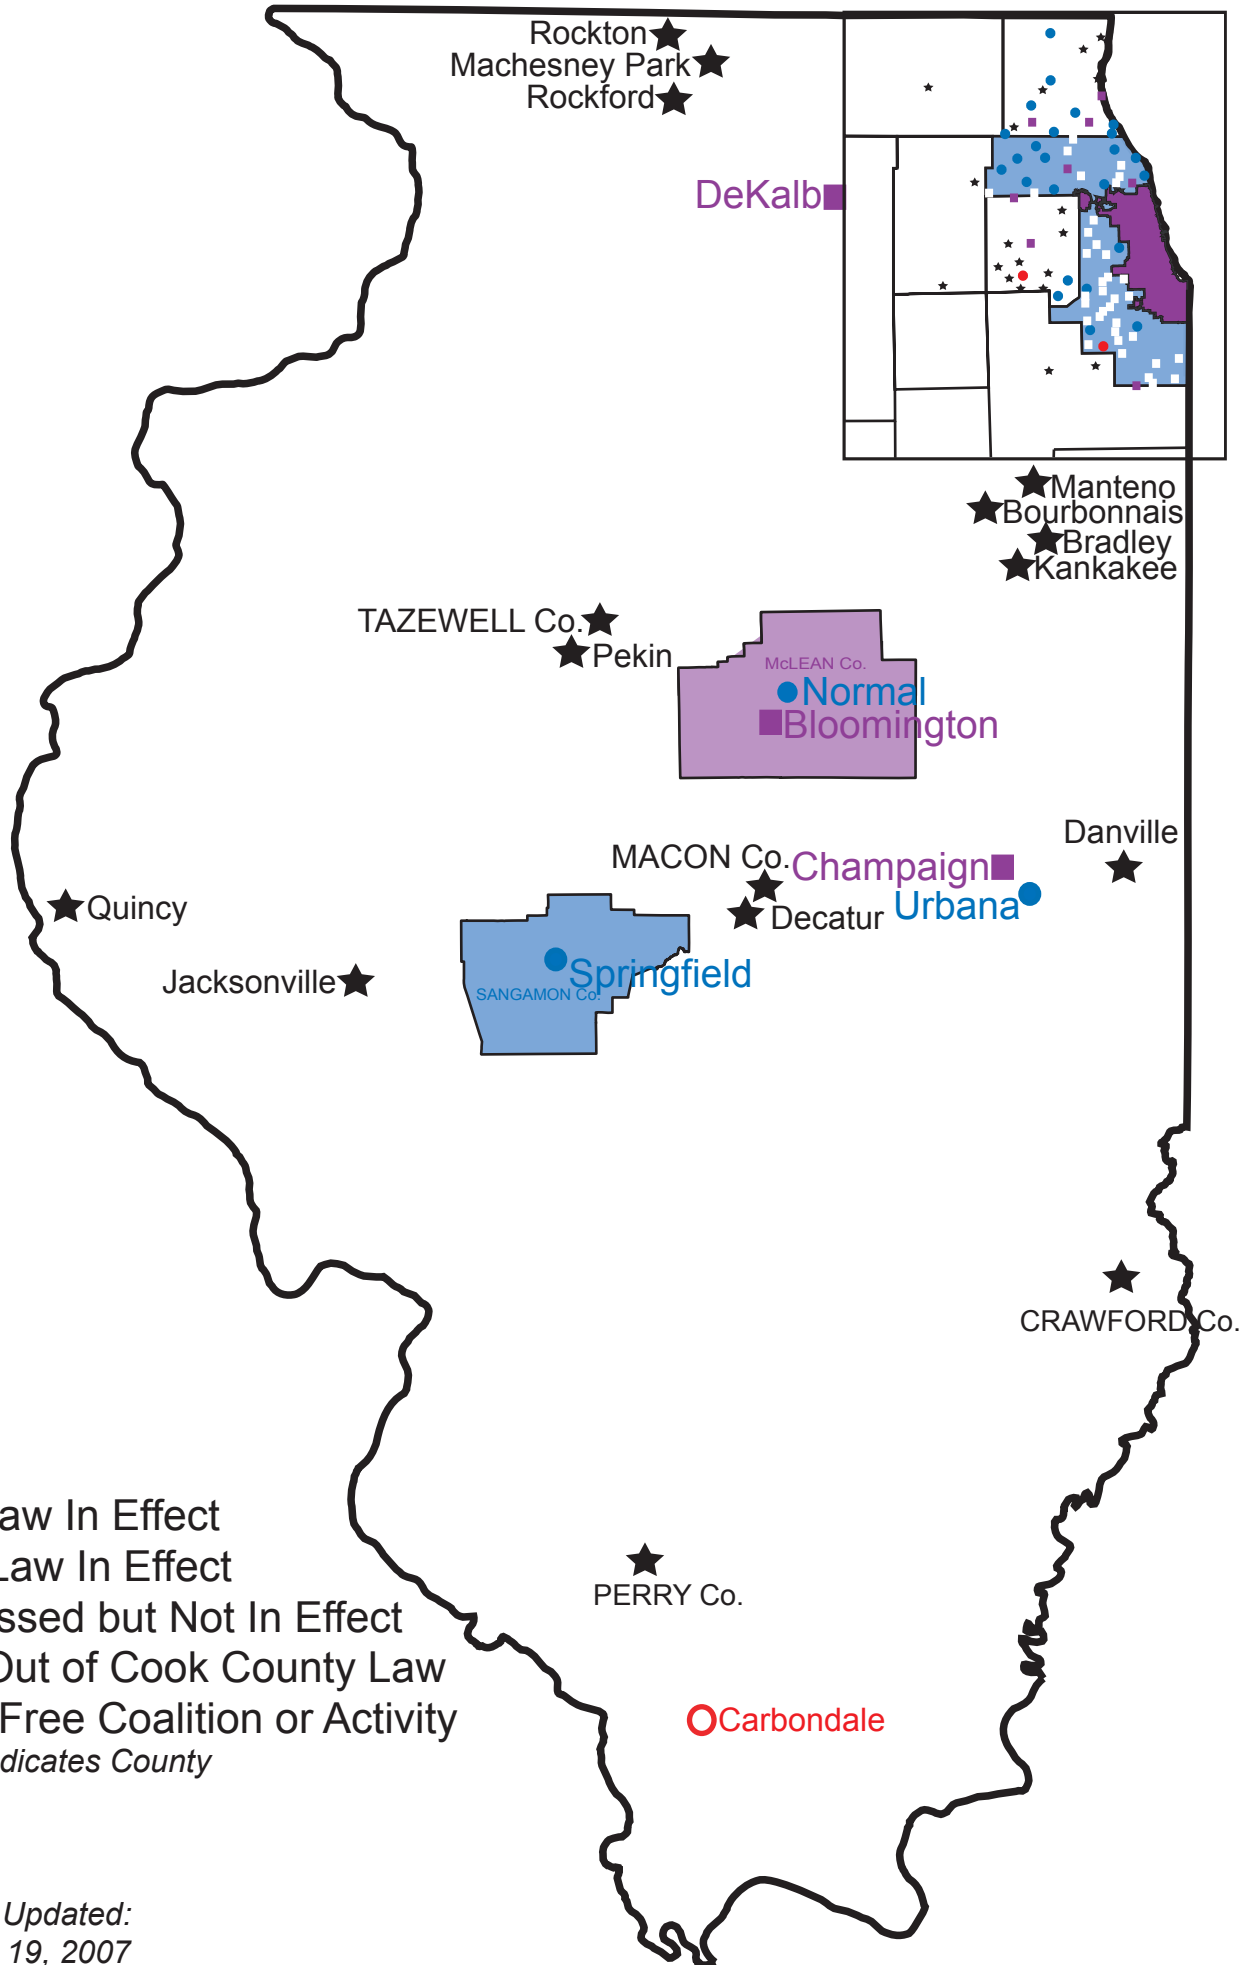 Rockton
Machesney Park
Rockford
DeKalb
Manteno
Bourbonnais
Bradley
Kankakee
TAZEWELL Co.
Pekin
McLEAN Co.
Normal
Bloomington
Danville
MACON Co.
Champaign
Urbana
Decatur
Quincy
Jacksonville
Springfield
SANGAMON Co.
CRAWFORD Co.
aw In Effect
Law In Effect
ssed but Not In Effect
Out of Cook County Law
Free Coalition or Activity
dicates County
PERRY Co.
Carbondale
Updated:
19, 2007